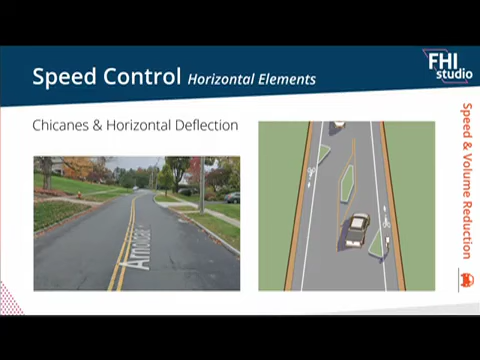 Speed Control Horizontal Elements
FHI
studio
Chicanes & Horizontal Deflection
Speed & Volume Reduction